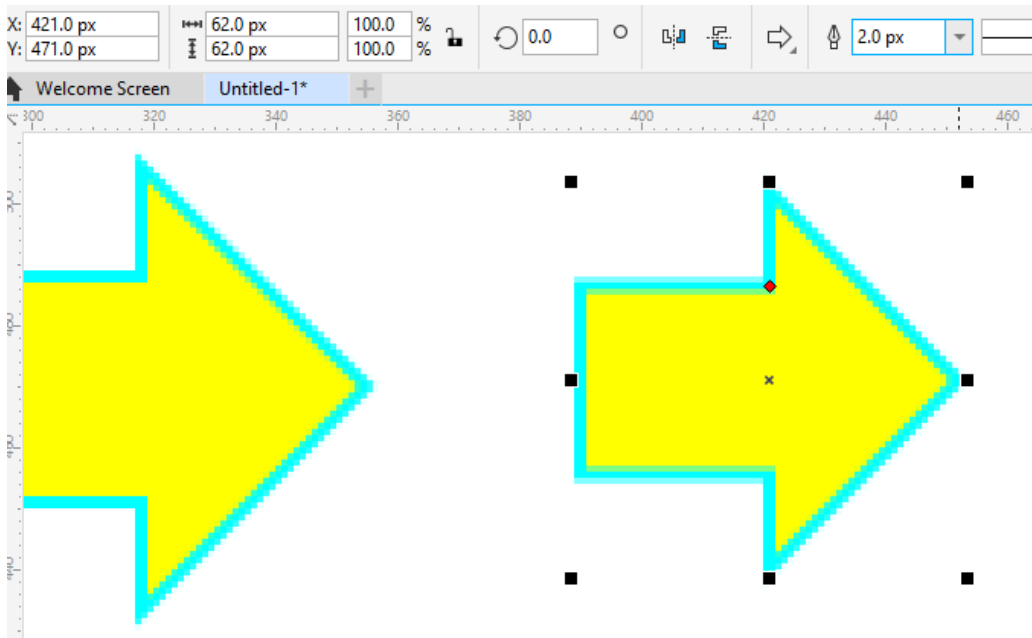 X: 421.0 px 62.0 px 100.0 % 0.0 2.0 px
Y: 471.0 px 62.0 px 100.0 %
Welcome Screen Untitled-1*
300 320 340 360 380 400 420 440 460